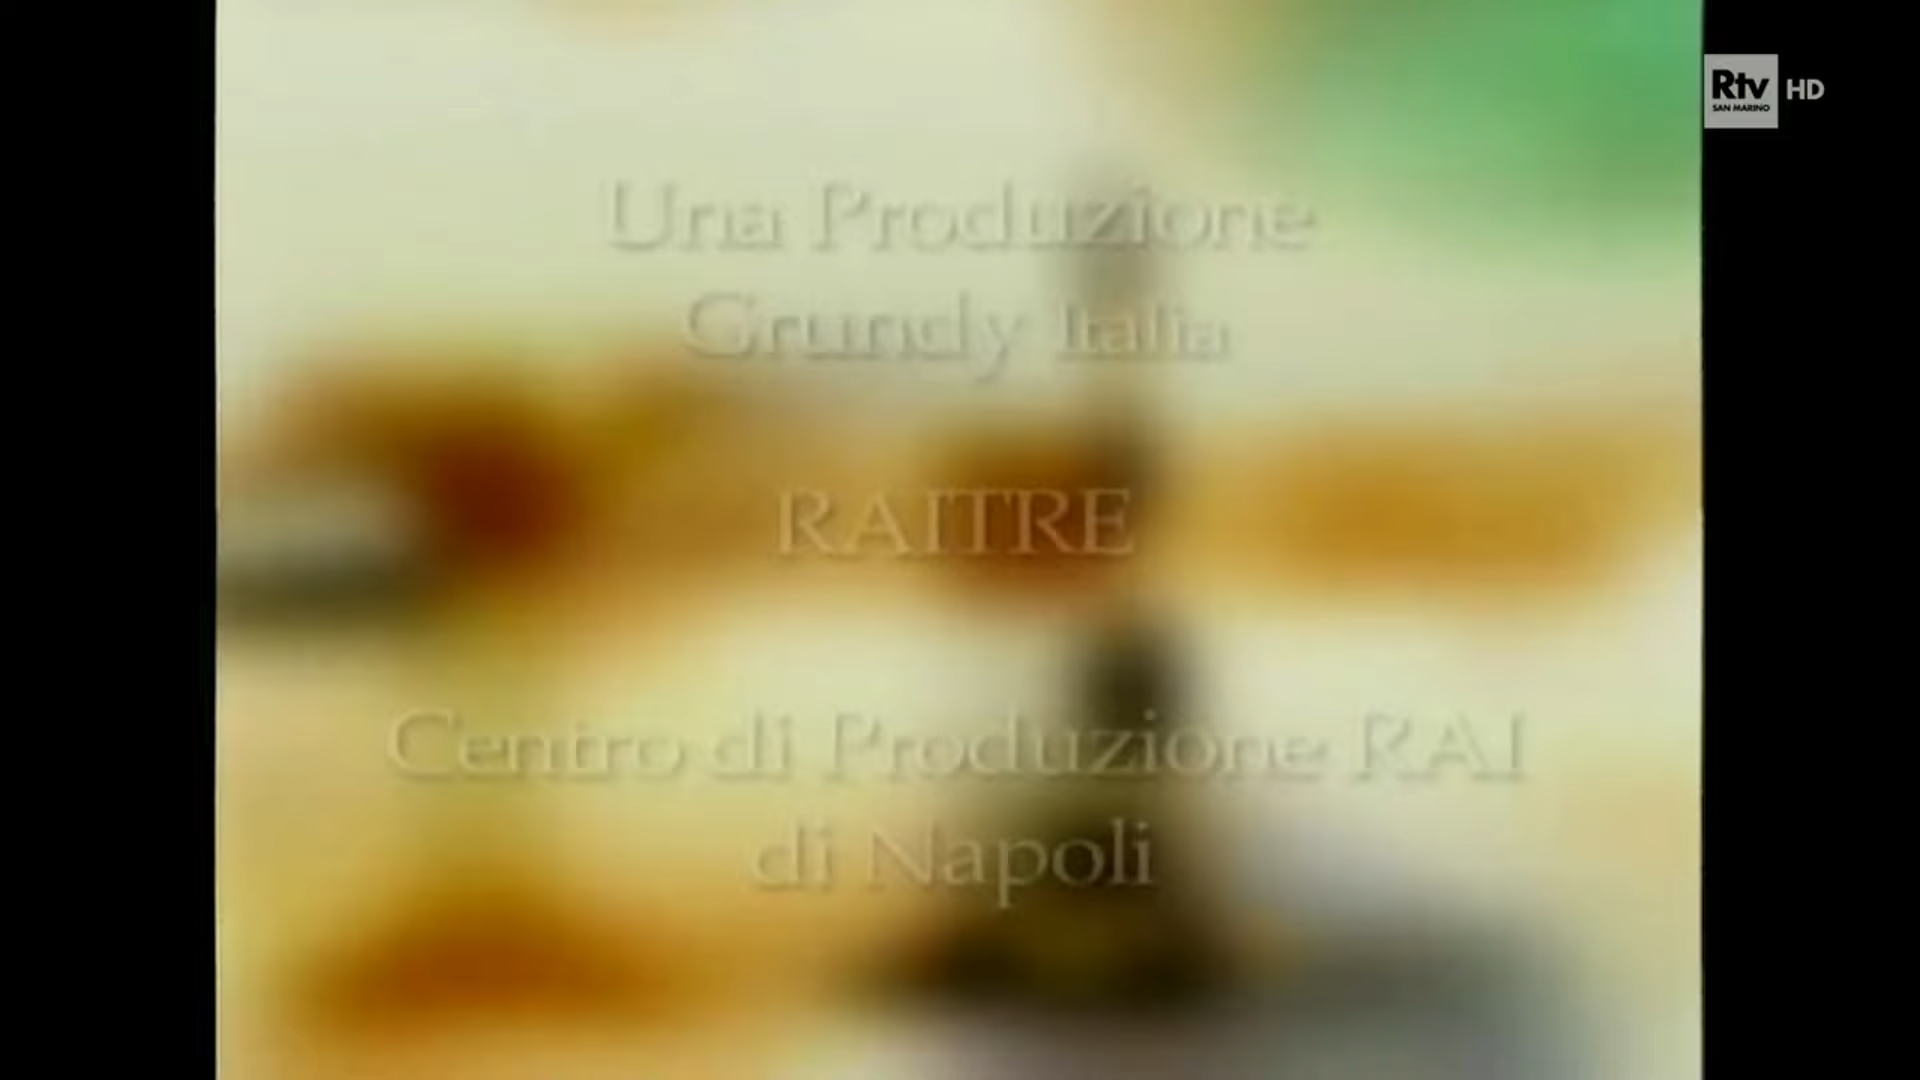 Rtv HD
SAN MARINO
Una Produzione
Grundy Italia
RAITRE
Centro di Produzione RAI
di Napoli